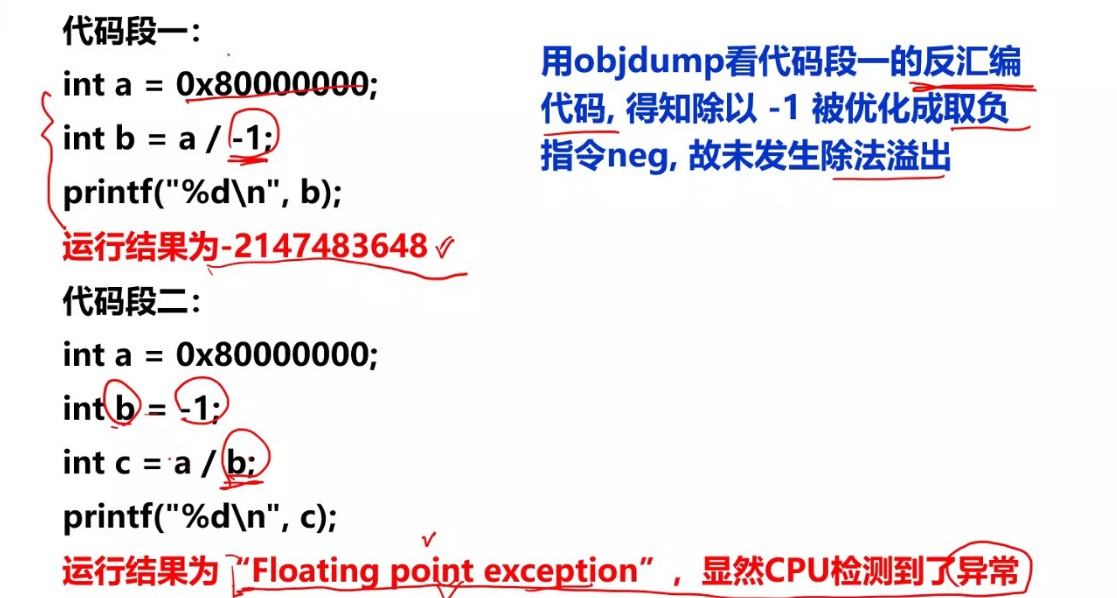 代码段一：
int a = 0x80000000;
int b = a / -1;
printf("%d\n", b);
运行结果为-2147483648
用objdump看代码段一的反汇编
代码, 得知除以 -1 被优化成取负
指令neg, 故未发生除法溢出
代码段二：
int a = 0x80000000;
int b = -1;
int c = a / b;
printf("%d\n", c);
运行结果为“Floating point exception”，显然CPU检测到了异常